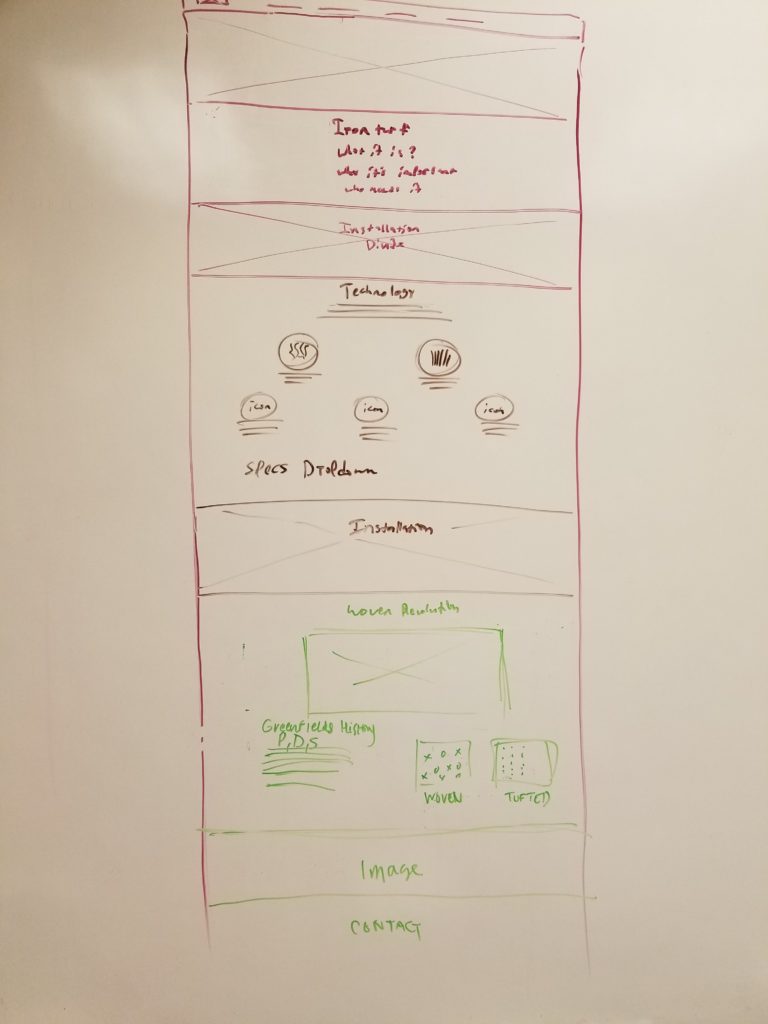 Iron turf
what it is?
why it's important
who needs it
Installation
Divide
Technology
icon icon icon
Specs Dropdown
Installation
Woven Revolution
Greenfields History
P, D, S
WOVEN TUFTED
Image
CONTACT